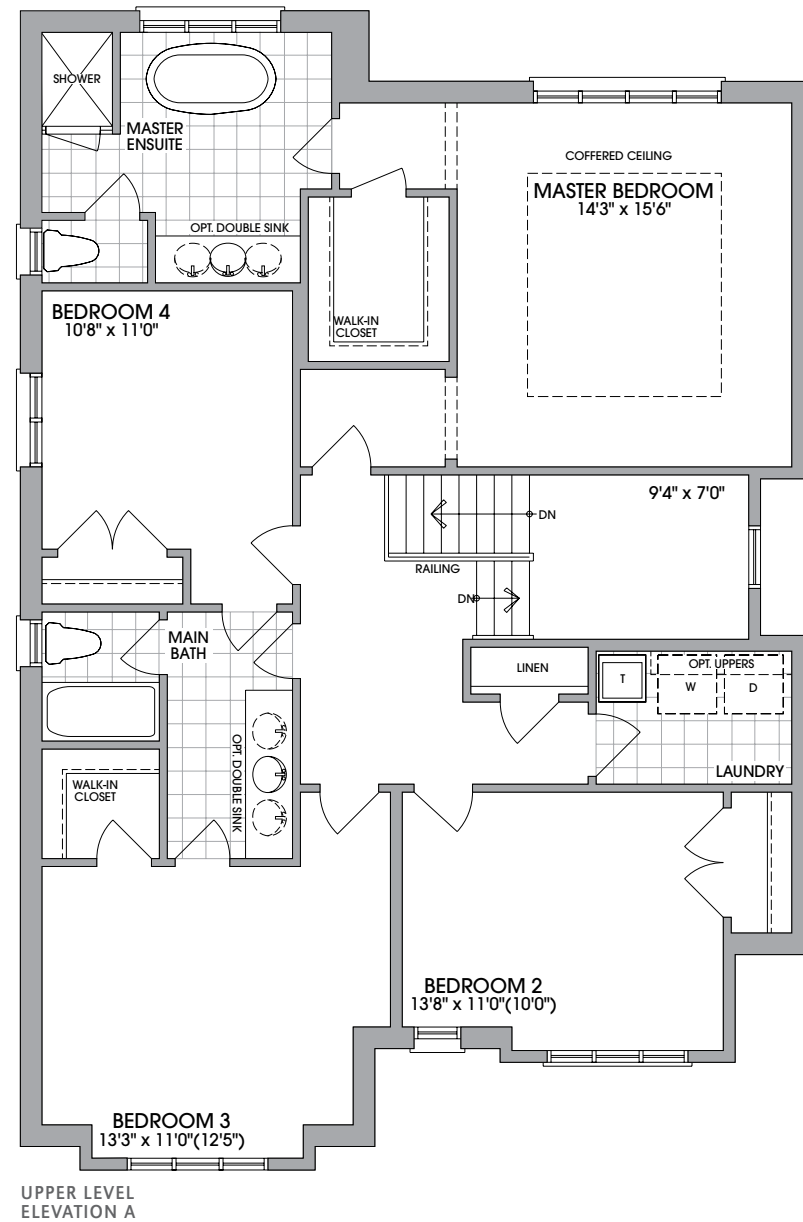 SHOWER
MASTER
ENSUITE
OPT. DOUBLE SINK
COFFERED CEILING
MASTER BEDROOM
14'3" x 15'6"
WALK-IN
CLOSET
BEDROOM 4
10'8" x 11'0"
9'4" x 7'0"
DN
RAILING
DN
MAIN
BATH
LINEN
OPT. UPPERS
T
W
D
LAUNDRY
OPT. DOUBLE SINK
WALK-IN
CLOSET
BEDROOM 2
13'8" x 11'0"(10'0")
BEDROOM 3
13'3" x 11'0"(12'5")
UPPER LEVEL
ELEVATION A